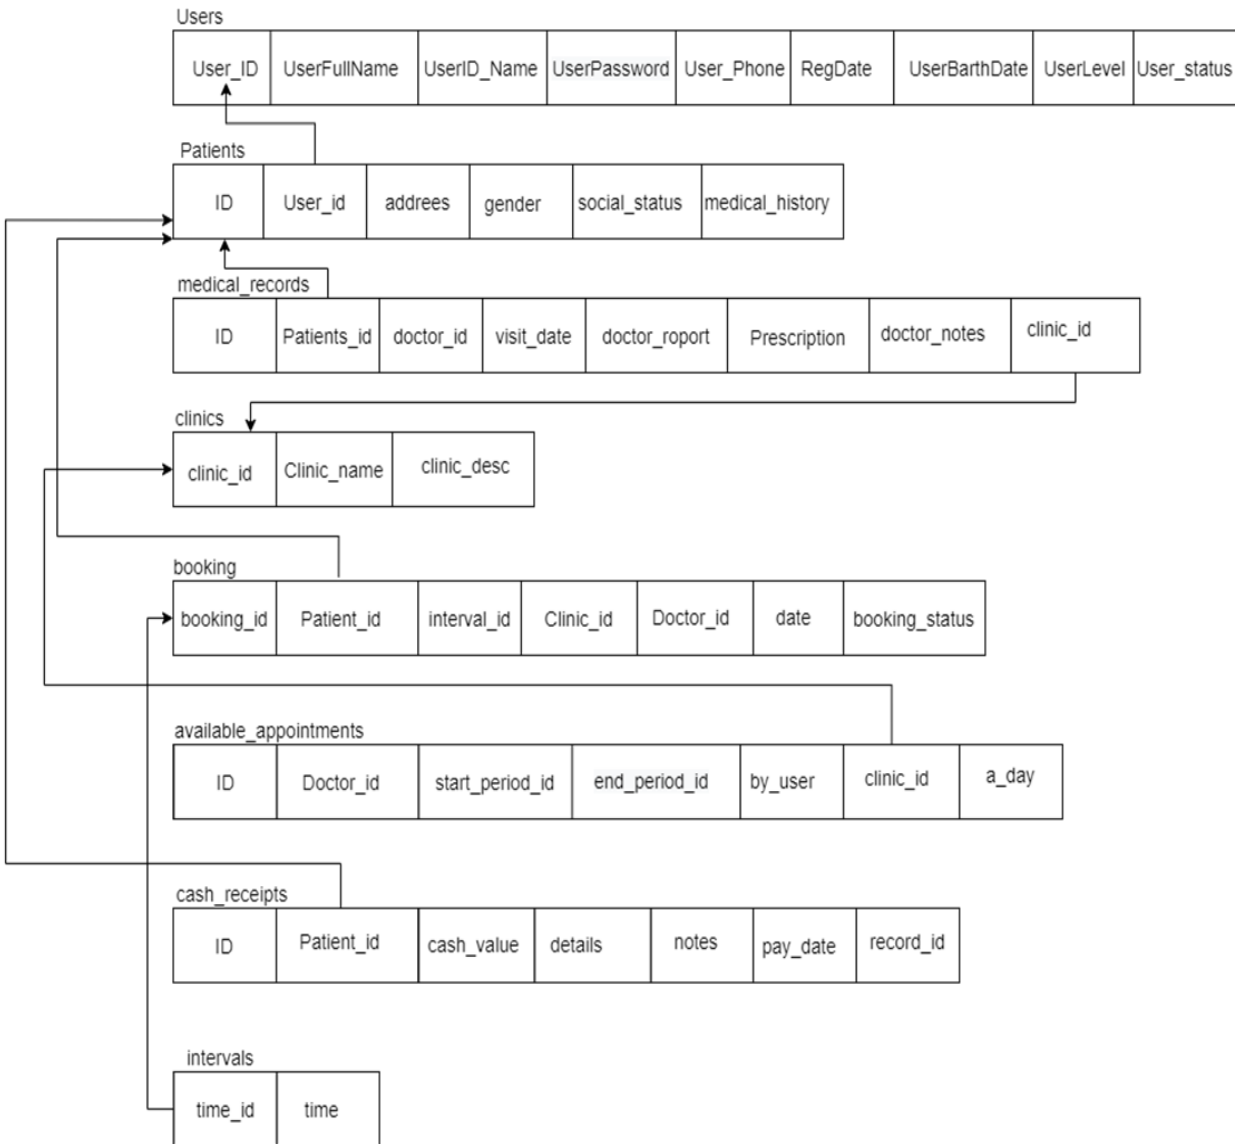 Users
User_ID UserFullName UserID_Name UserPassword User_Phone RegDate UserBarthDate UserLevel User_status
Patients
ID User_id addrees gender social_status medical_history
medical_records
ID Patients_id doctor_id visit_date doctor_roport Prescription doctor_notes clinic_id
clinics
clinic_id Clinic_name clinic_desc
booking
booking_id Patient_id interval_id Clinic_id Doctor_id date booking_status
available_appointments
ID Doctor_id start_period_id end_period_id by_user clinic_id a_day
cash_receipts
ID Patient_id cash_value details notes pay_date record_id
intervals
time_id time